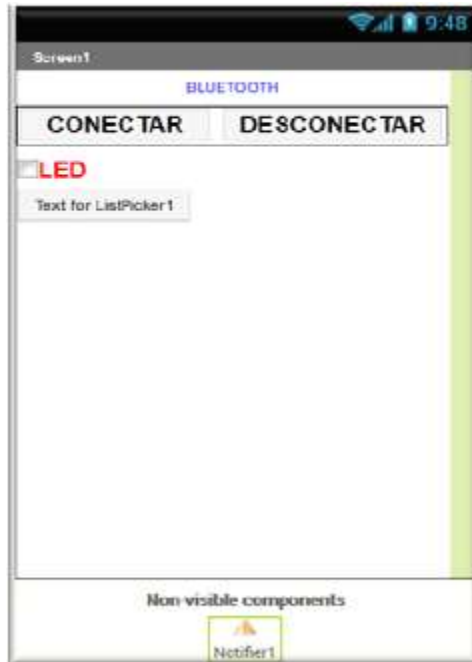 9:48
Screen1
BLUETOOTH
CONECTAR DESCONECTAR
LED
Text for ListPicker1
Non-visible components
Notifier1